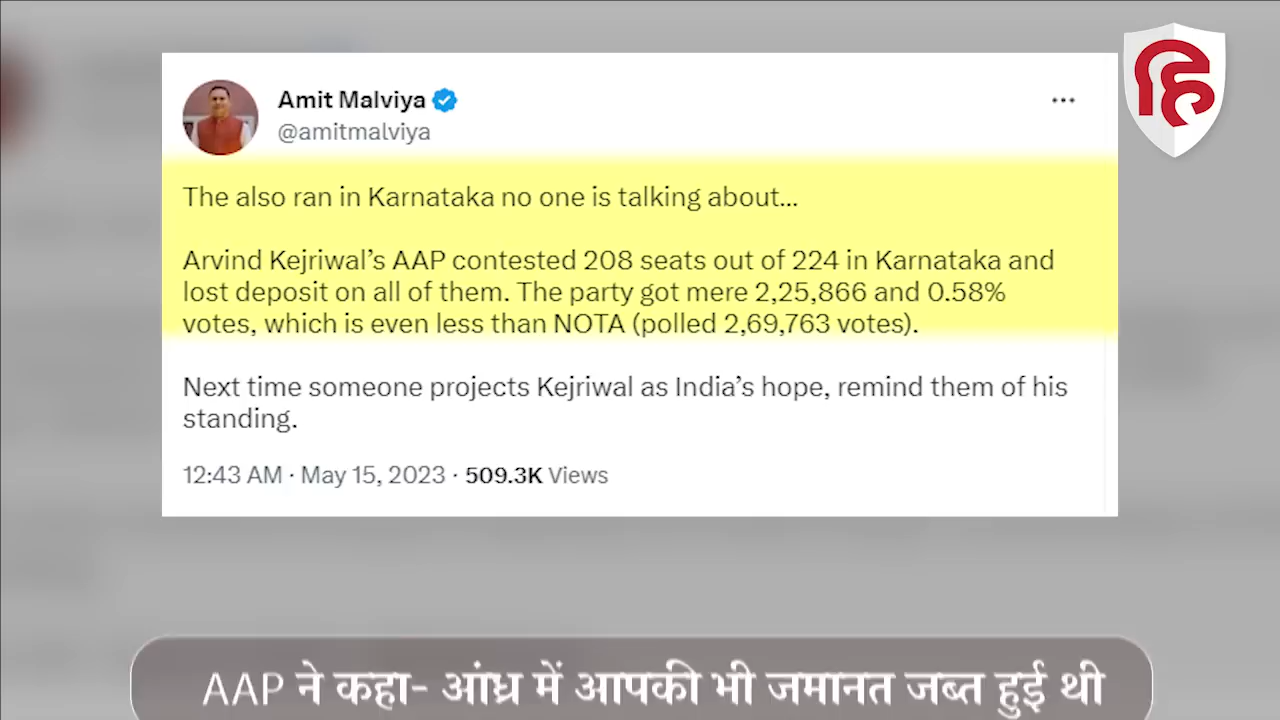 Amit Malviya
@amitmalviya
The also ran in Karnataka no one is talking about...
Arvind Kejriwal’s AAP contested 208 seats out of 224 in Karnataka and
lost deposit on all of them. The party got mere 2,25,866 and 0.58%
votes, which is even less than NOTA (polled 2,69,763 votes).
Next time someone projects Kejriwal as India’s hope, remind them of his
standing.
12:43 AM · May 15, 2023 · 509.3K Views
हि
AAP ने कहा- आंध्र में आपकी भी जमानत जब्त हुई थी